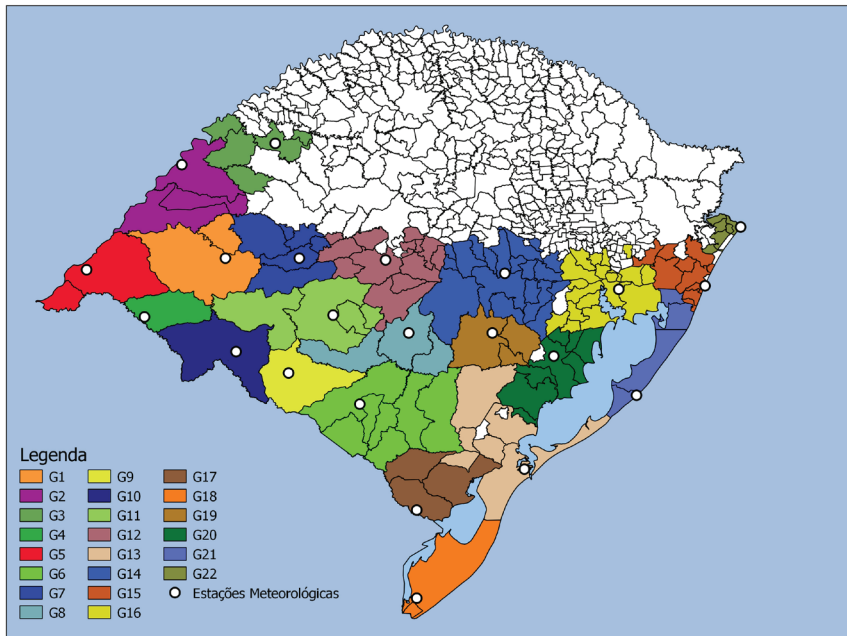 Legenda
G1 G9 G17
G2 G10 G18
G3 G11 G19
G4 G12 G20
G5 G13 G21
G6 G14 G22
G7 G15 Estações Meteorológicas
G8 G16